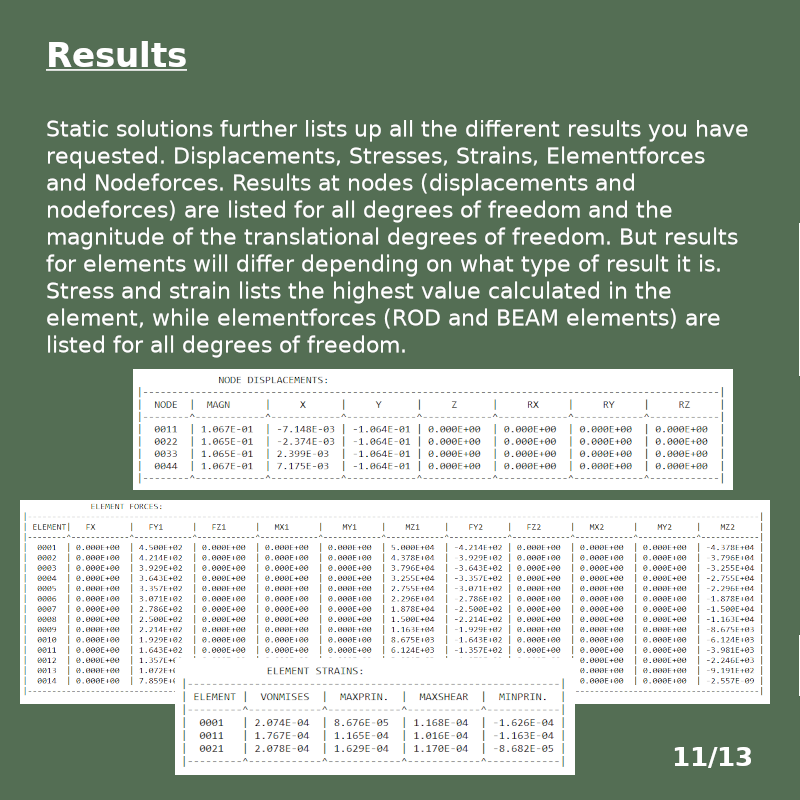 Results
Static solutions further lists up all the different results you have
requested. Displacements, Stresses, Strains, Elementforces
and Nodeforces. Results at nodes (displacements and
nodeforces) are listed for all degrees of freedom and the
magnitude of the translational degrees of freedom. But results
for elements will differ depending on what type of result it is.
Stress and strain lists the highest value calculated in the
element, while elementforces (ROD and BEAM elements) are
listed for all degrees of freedom.
NODE DISPLACEMENTS:
| NODE | MAGN | X | Y | Z | RX | RY | RZ |
| 0011 | 1.067E-01 | -7.148E-03 | -1.064E-01 | 0.000E+00 | 0.000E+00 | 0.000E+00 | 0.000E+00 |
| 0022 | 1.065E-01 | -2.374E-03 | -1.064E-01 | 0.000E+00 | 0.000E+00 | 0.000E+00 | 0.000E+00 |
| 0033 | 1.065E-01 | 2.399E-03 | -1.064E-01 | 0.000E+00 | 0.000E+00 | 0.000E+00 | 0.000E+00 |
| 0044 | 1.067E-01 | 7.175E-03 | -1.064E-01 | 0.000E+00 | 0.000E+00 | 0.000E+00 | 0.000E+00 |
ELEMENT FORCES:
| ELEMENT| FX | FY1 | FZ1 | MX1 | MY1 | MZ1 | FY2 | FZ2 | MX2 | MY2 | MZ2 |
| 0001 | 0.000E+00 | 4.500E+02 | 0.000E+00 | 0.000E+00 | 0.000E+00 | 5.000E+04 | -4.214E+02 | 0.000E+00 | 0.000E+00 | 0.000E+00 | -4.378E+04 |
| 0002 | 0.000E+00 | 4.214E+02 | 0.000E+00 | 0.000E+00 | 0.000E+00 | 4.378E+04 | -3.929E+02 | 0.000E+00 | 0.000E+00 | 0.000E+00 | -3.796E+04 |
| 0003 | 0.000E+00 | 3.929E+02 | 0.000E+00 | 0.000E+00 | 0.000E+00 | 3.796E+04 | -3.643E+02 | 0.000E+00 | 0.000E+00 | 0.000E+00 | -3.255E+04 |
| 0004 | 0.000E+00 | 3.643E+02 | 0.000E+00 | 0.000E+00 | 0.000E+00 | 3.255E+04 | -3.357E+02 | 0.000E+00 | 0.000E+00 | 0.000E+00 | -2.755E+04 |
| 0005 | 0.000E+00 | 3.357E+02 | 0.000E+00 | 0.000E+00 | 0.000E+00 | 2.755E+04 | -3.071E+02 | 0.000E+00 | 0.000E+00 | 0.000E+00 | -2.296E+04 |
| 0006 | 0.000E+00 | 3.071E+02 | 0.000E+00 | 0.000E+00 | 0.000E+00 | 2.296E+04 | -2.786E+02 | 0.000E+00 | 0.000E+00 | 0.000E+00 | -1.878E+04 |
| 0007 | 0.000E+00 | 2.786E+02 | 0.000E+00 | 0.000E+00 | 0.000E+00 | 1.878E+04 | -2.500E+02 | 0.000E+00 | 0.000E+00 | 0.000E+00 | -1.500E+04 |
| 0008 | 0.000E+00 | 2.500E+02 | 0.000E+00 | 0.000E+00 | 0.000E+00 | 1.500E+04 | -2.214E+02 | 0.000E+00 | 0.000E+00 | 0.000E+00 | -1.163E+04 |
| 0009 | 0.000E+00 | 2.214E+02 | 0.000E+00 | 0.000E+00 | 0.000E+00 | 1.163E+04 | -1.929E+02 | 0.000E+00 | 0.000E+00 | 0.000E+00 | -8.675E+03 |
| 0010 | 0.000E+00 | 1.929E+02 | 0.000E+00 | 0.000E+00 | 0.000E+00 | 8.675E+03 | -1.643E+02 | 0.000E+00 | 0.000E+00 | 0.000E+00 | -6.124E+03 |
| 0011 | 0.000E+00 | 1.643E+02 | 0.000E+00 | 0.000E+00 | 0.000E+00 | 6.124E+03 | -1.357E+02 | 0.000E+00 | 0.000E+00 | 0.000E+00 | -3.981E+03 |
| 0012 | 0.000E+00 | 0.000E+00 | 0.000E+00 | -2.246E+03 |
| 0013 | 0.000E+00 | 0.000E+00 | 0.000E+00 | -9.191E+02 |
| 0014 | 0.000E+00 | 0.000E+00 | 0.000E+00 | -2.557E-09 |
ELEMENT STRAINS:
| ELEMENT | VONMISES | MAXPRIN. | MAXSHEAR | MINPRIN. |
| 0001 | 2.074E-04 | 8.676E-05 | 1.168E-04 | -1.626E-04 |
| 0011 | 1.767E-04 | 1.165E-04 | 1.016E-04 | -1.163E-04 |
| 0021 | 2.078E-04 | 1.629E-04 | 1.170E-04 | -8.682E-05 |
11/13